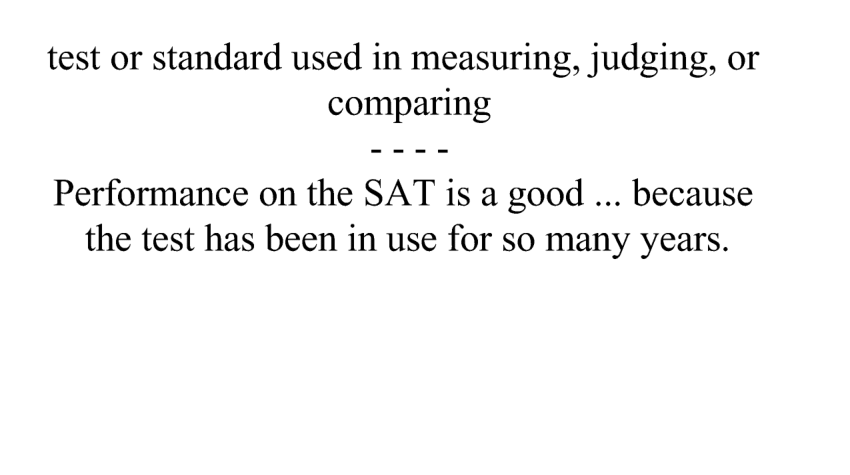 test or standard used in measuring, judging, or
comparing
- - - -
Performance on the SAT is a good ... because
the test has been in use for so many years.